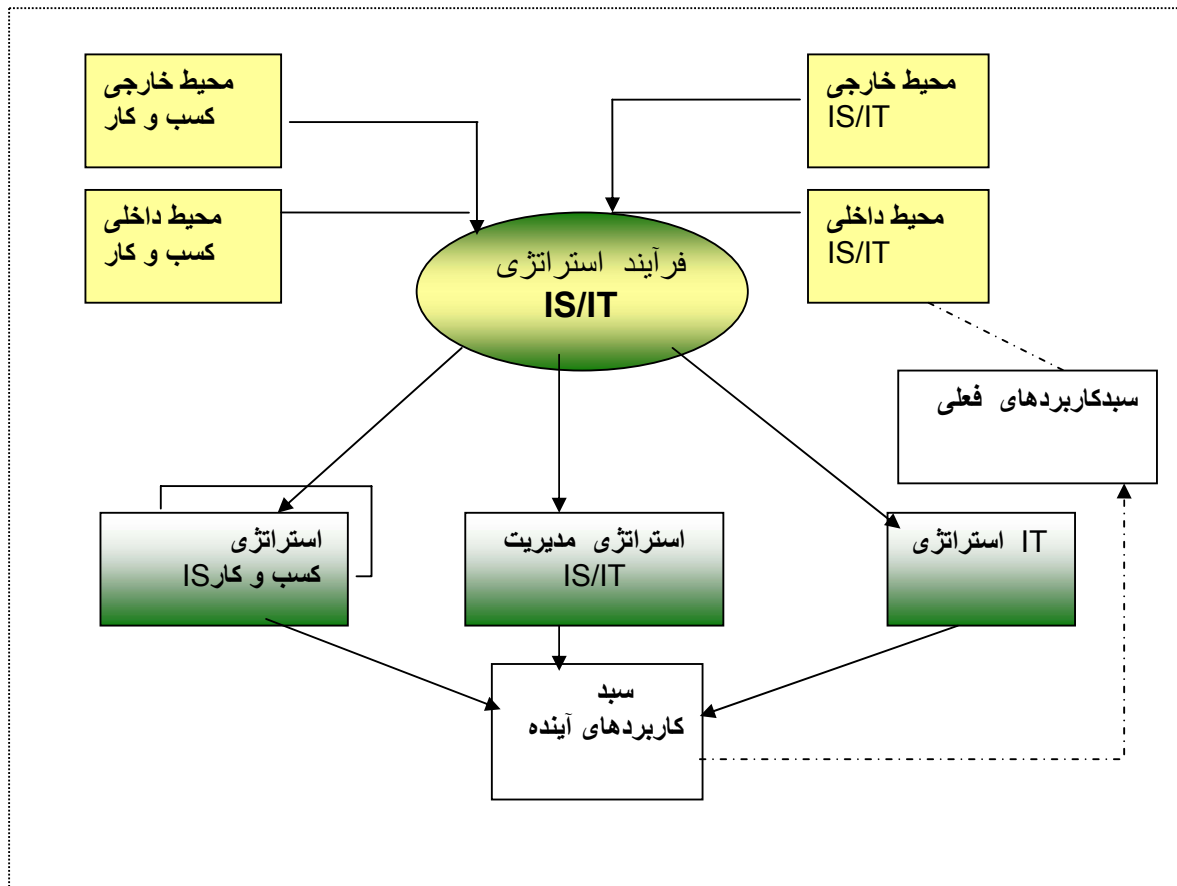 محیط خارجی
کسب و کار
محیط خارجی
IS/IT
محیط داخلی
کسب و کار
محیط داخلی
IS/IT
فرآیند استراتژی
IS/IT
سبدکاربردهای فعلی
استراتژی
کسب و کارIS
استراتژی مدیریت
IS/IT
IT استراتژی
سبد
کاربردهای آینده